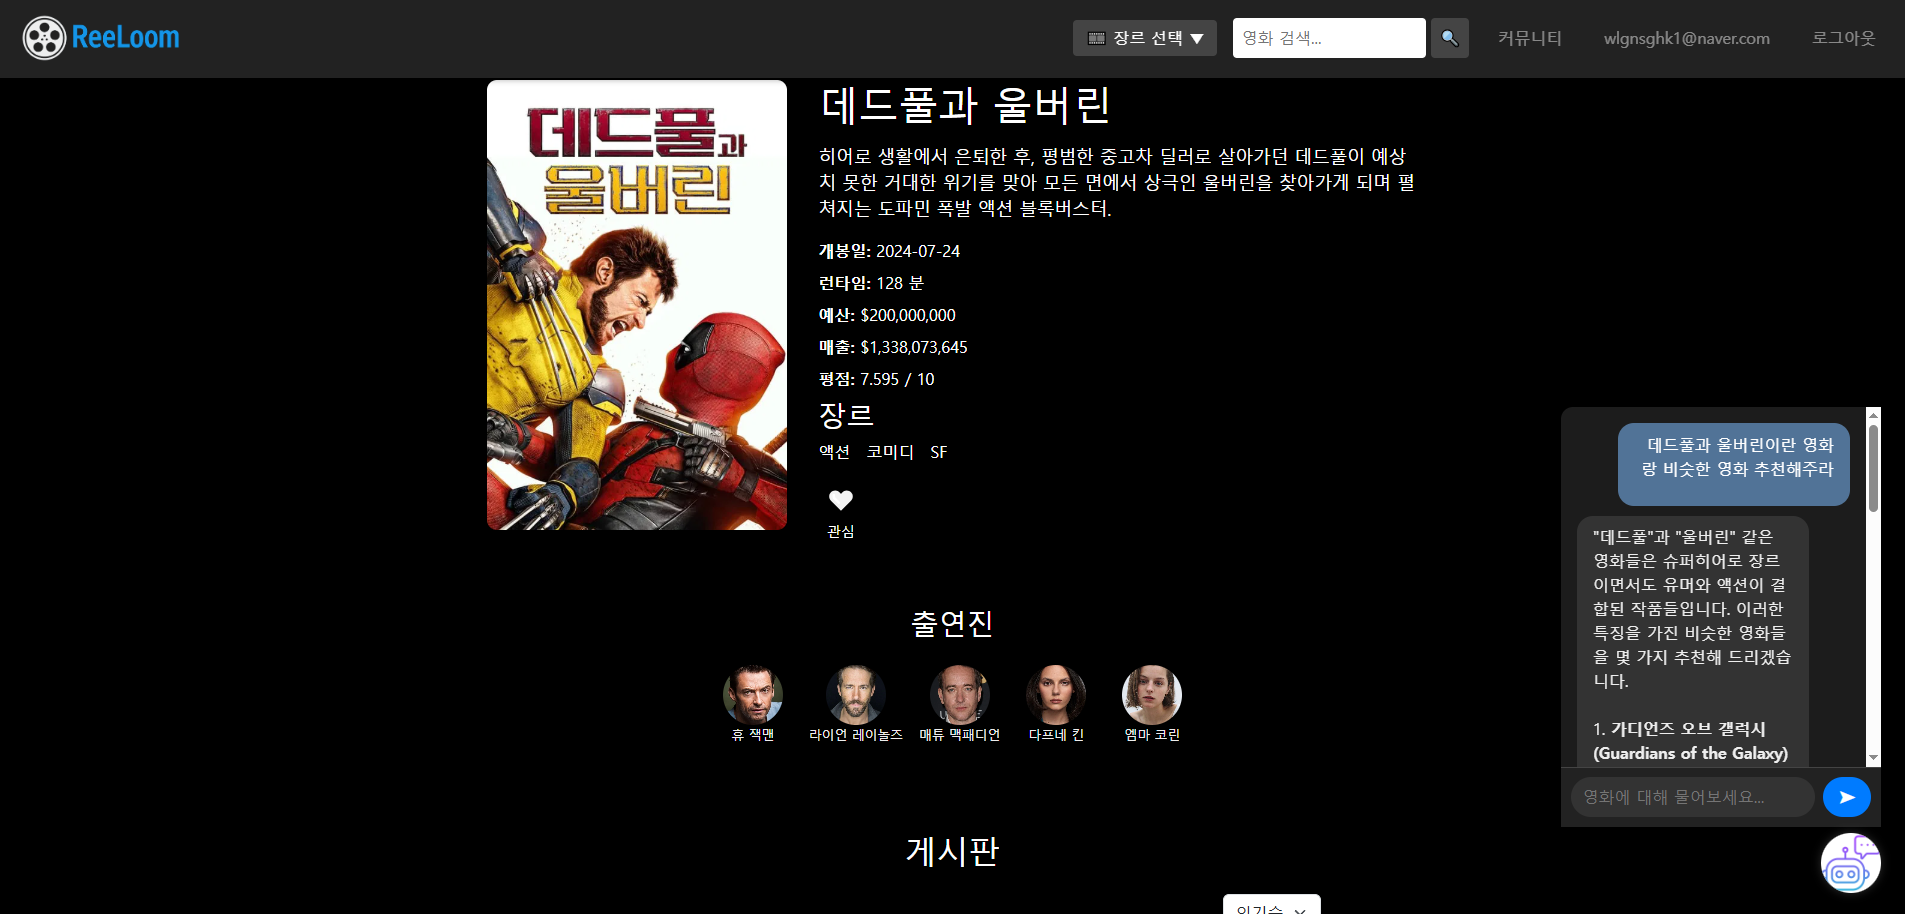 ReeLoom
장르 선택 ▼
영화 검색...
커뮤니티
wlgnsghk1@naver.com
로그아웃
데드풀과
울버린
데드풀과 울버린
히어로 생활에서 은퇴한 후, 평범한 중고차 딜러로 살아가던 데드풀이 예상
치 못한 거대한 위기를 맞아 모든 면에서 상극인 울버린을 찾아가게 되며 펼
쳐지는 도파민 폭발 액션 블록버스터.
개봉일: 2024-07-24
런타임: 128 분
예산: $200,000,000
매출: $1,338,073,645
평점: 7.595 / 10
장르
액션 코미디 SF
관심
출연진
휴 잭맨
라이언 레이놀즈
매튜 맥패디언
다프네 킨
엠마 코린
게시판
인기순
데드풀과 울버린이란 영화
랑 비슷한 영화 추천해주라
"데드풀"과 "울버린" 같은
영화들은 슈퍼히어로 장르
이면서도 유머와 액션이 결
합된 작품들입니다. 이러한
특징을 가진 비슷한 영화들
을 몇 가지 추천해 드리겠습
니다.
1. 가디언즈 오브 갤럭시
(Guardians of the Galaxy)
영화에 대해 물어보세요...